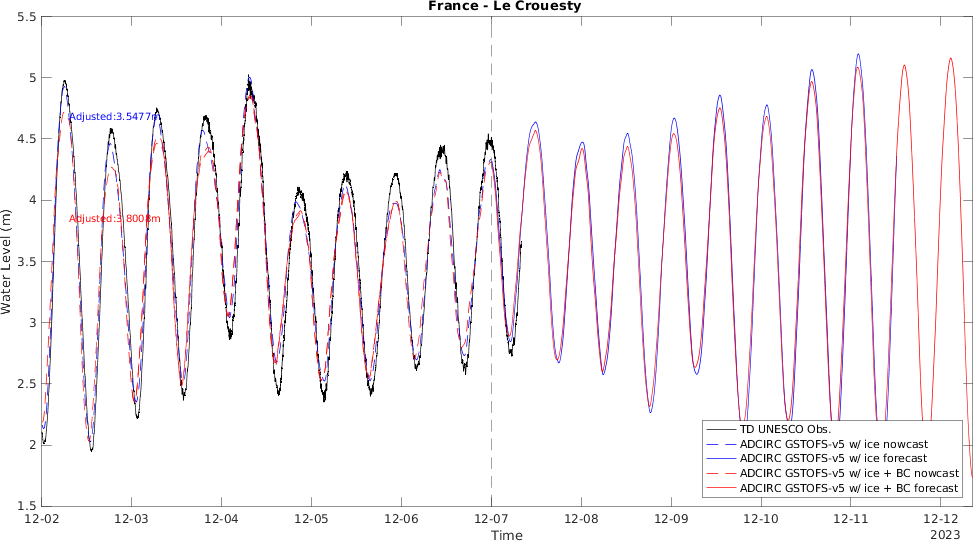 France - Le Crouesty
5.5
5
4.5
4
3.5
3
2.5
2
1.5
Water Level (m)
Adjusted:3.5477m
Adjusted:3.8008m
TD UNESCO Obs.
ADCIRC GSTOFS-v5 w/ ice nowcast
ADCIRC GSTOFS-v5 w/ ice forecast
ADCIRC GSTOFS-v5 w/ ice + BC nowcast
ADCIRC GSTOFS-v5 w/ ice + BC forecast
12-02 12-03 12-04 12-05 12-06 12-07 12-08 12-09 12-10 12-11 12-12
2023
Time